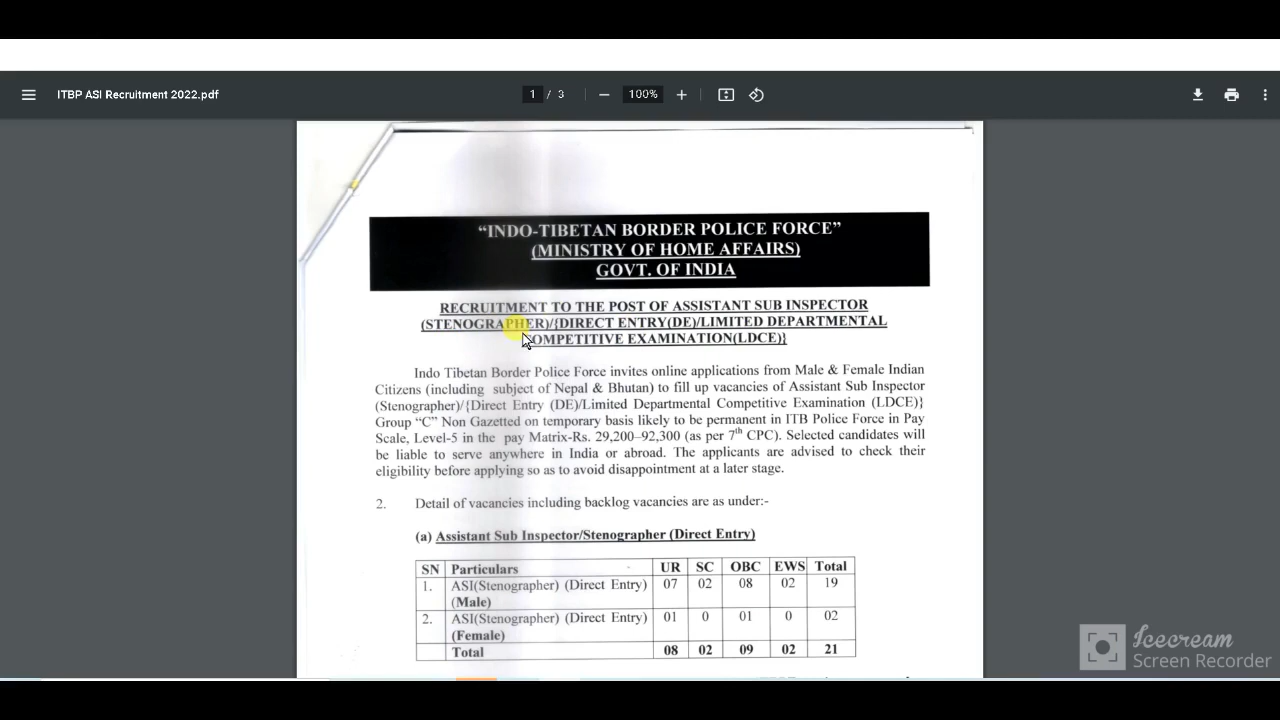 ITBP ASI Recruitment 2022.pdf
1 / 3
100%
“INDO-TIBETAN BORDER POLICE FORCE”
(MINISTRY OF HOME AFFAIRS)
GOVT. OF INDIA
RECRUITMENT TO THE POST OF ASSISTANT SUB INSPECTOR
(STENOGRAPHER)/{DIRECT ENTRY(DE)/LIMITED DEPARTMENTAL
OMPETITIVE EXAMINATION(LDCE)}
Indo Tibetan Border Police Force invites online applications from Male & Female Indian
Citizens (including subject of Nepal & Bhutan) to fill up vacancies of Assistant Sub Inspector
(Stenographer)/{Direct Entry (DE)/Limited Departmental Competitive Examination (LDCE)}
Group “C” Non Gazetted on temporary basis likely to be permanent in ITB Police Force in Pay
Scale, Level-5 in the pay Matrix-Rs. 29,200–92,300 (as per 7th CPC). Selected candidates will
be liable to serve anywhere in India or abroad. The applicants are advised to check their
eligibility before applying so as to avoid disappointment at a later stage.
2. Detail of vacancies including backlog vacancies are as under:-
(a) Assistant Sub Inspector/Stenographer (Direct Entry)
SN Particulars UR SC OBC EWS Total
1. ASI(Stenographer) (Direct Entry) 07 02 08 02 19
(Male)
2. ASI(Stenographer) (Direct Entry) 01 0 01 0 02
(Female)
Total 08 02 09 02 21
Icecream
Screen Recorder